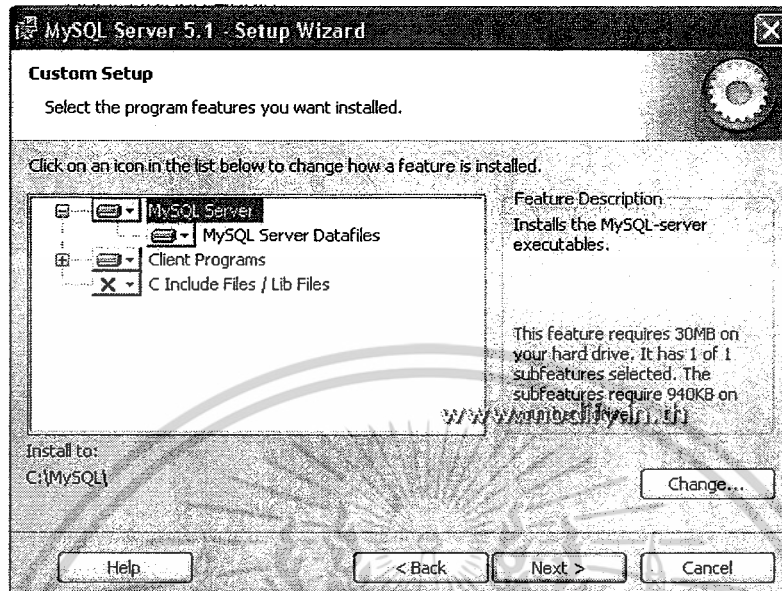 MySQL Server 5.1 - Setup Wizard
Custom Setup
Select the program features you want installed.
Click on an icon in the list below to change how a feature is installed.
MySQL Server
MySQL Server Datafiles
Client Programs
C Include Files / Lib Files
Feature Description
Installs the MySQL-server
executables.
This feature requires 30MB on
your hard drive. It has 1 of 1
subfeatures selected. The
subfeatures require 940KB on
Install to:
C:\MySQL\
Change...
Help
< Back
Next >
Cancel